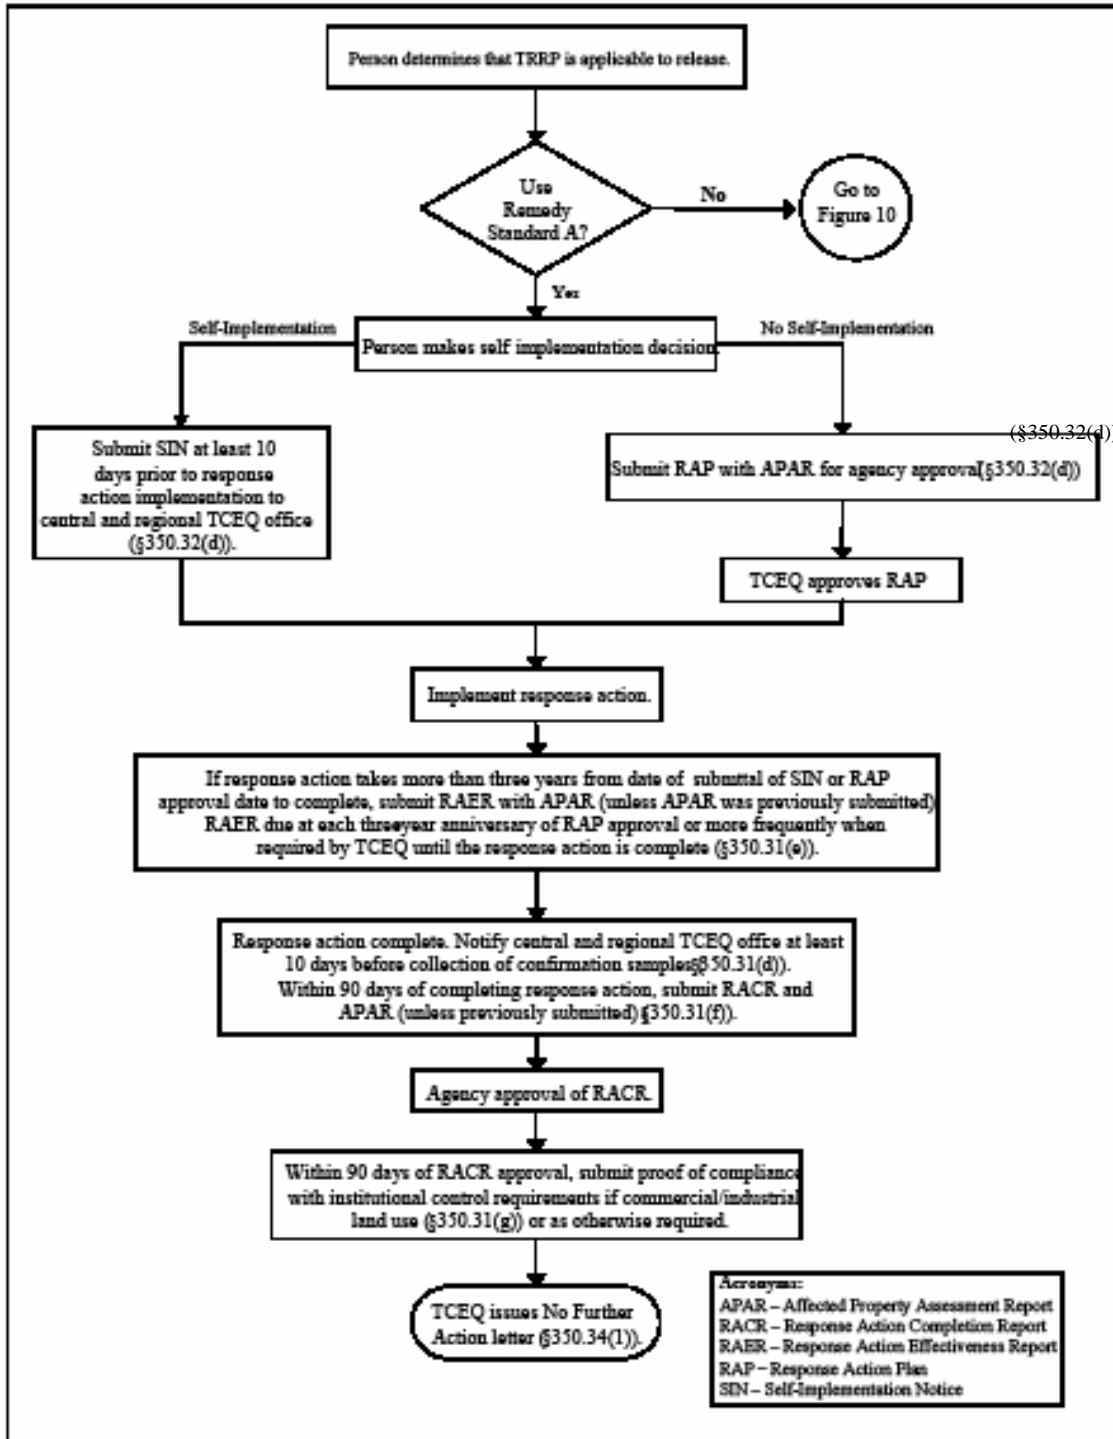 Person determines that TRRP is applicable to release.
Use
Remedy
Standard A?
No
Go to
Figure 10
Yes
Self-Implementation
No Self-Implementation
Person makes self implementation decision.
Submit SIN at least 10
days prior to response
action implementation to
central and regional TCEQ office
(§350.32(d)).
(§350.32(d))
Submit RAP with APAR for agency approval(§350.32(d))
TCEQ approves RAP
Implement response action.
If response action takes more than three years from date of submttal of SIN or RAP
approval date to complete, submit RAER with APAR (unless APAR was previously submitted)
RAER due at each threeyear anniversary of RAP approval or more frequently when
required by TCEQ until the response action is complete (§350.31(e)).
Response action complete. Notify central and regional TCEQ office at least
10 days before collection of confirmation samples(§350.31(d)).
Within 90 days of completing response action, submit RACR and
APAR (unless previously submitted) (§350.31(f)).
Agency approval of RACR.
Within 90 days of RACR approval, submit proof of compliance
with institutional control requirements if commercial/industrial
land use (§350.31(g)) or as otherwise required.
TCEQ issues No Further
Action letter (§350.34(1)).
Acronyms:
APAR – Affected Property Assessment Report
RACR – Response Action Completion Report
RAER – Response Action Effectiveness Report
RAP – Response Action Plan
SIN – Self-Implementation Notice